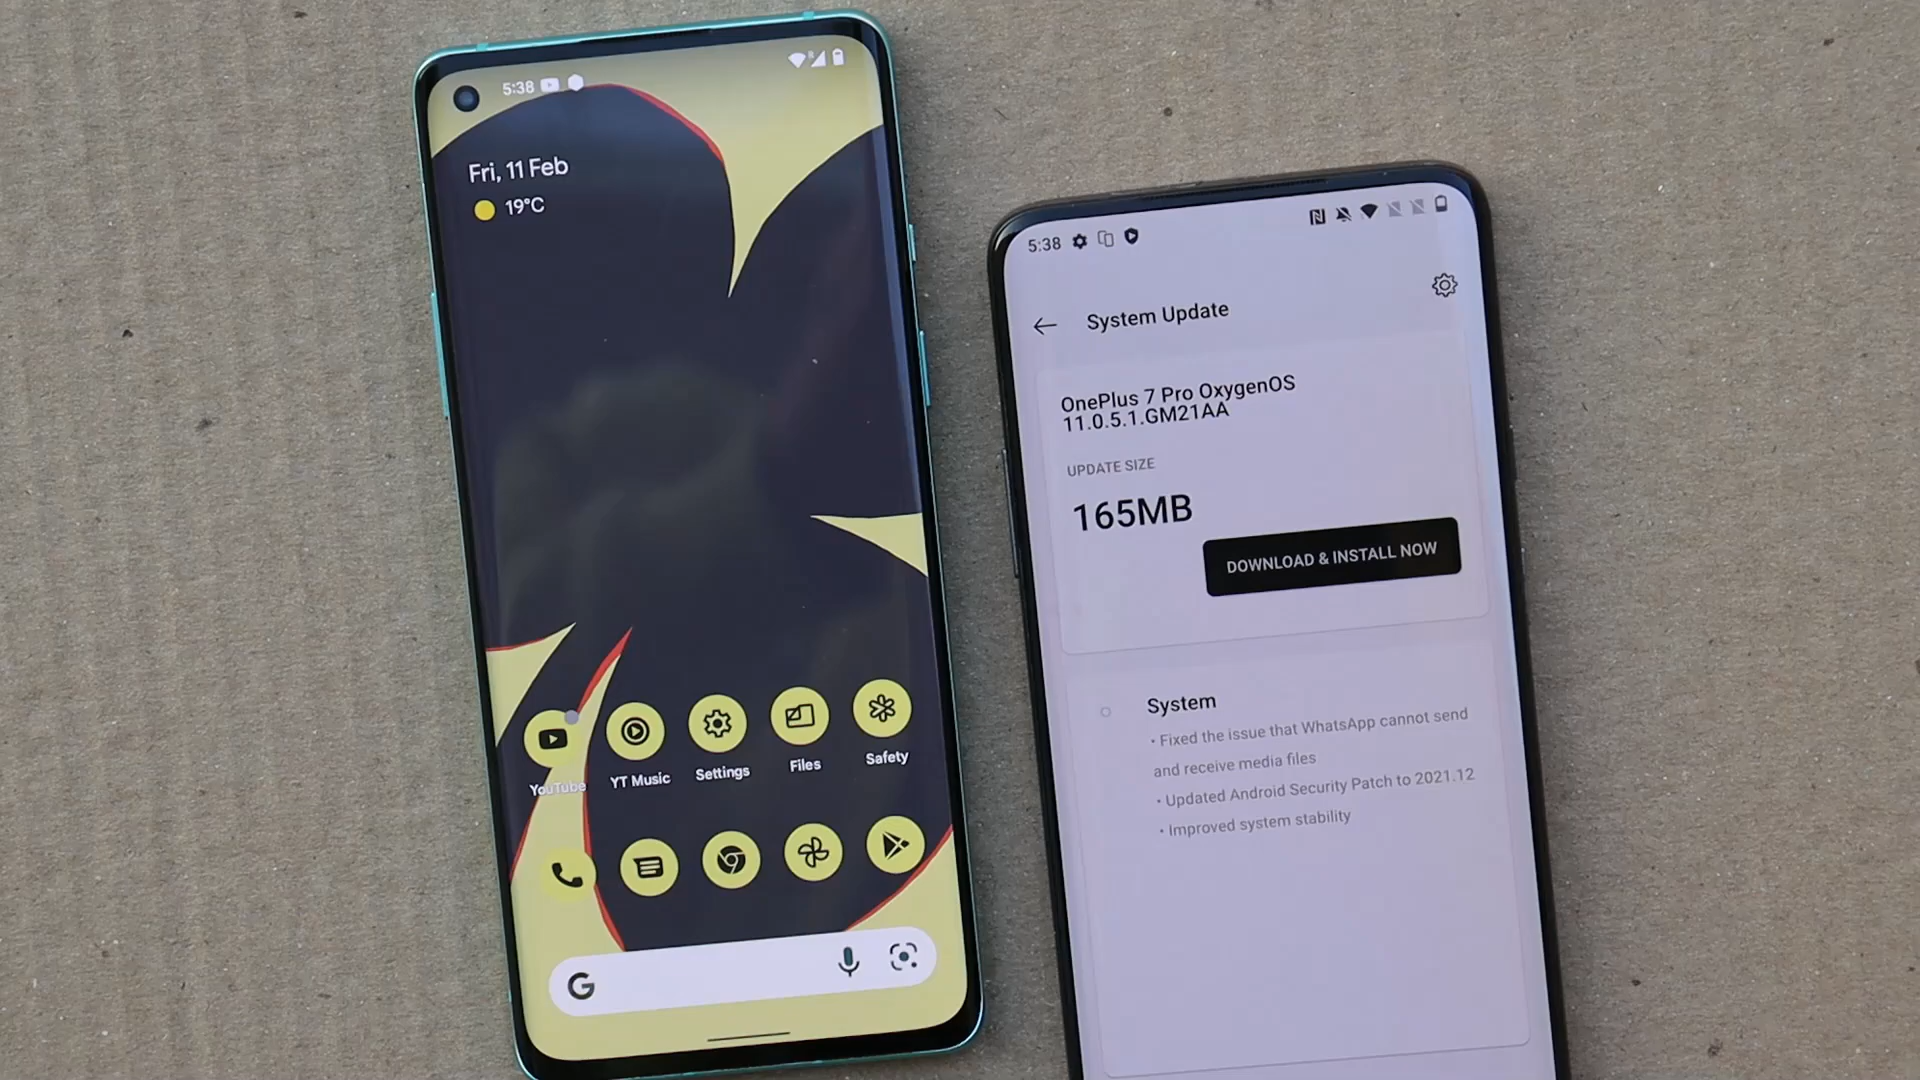 5:38
Fri, 11 Feb
19°C
YouTube
YT Music
Settings
Files
Safety
G
5:38
System Update
OnePlus 7 Pro OxygenOS
11.0.5.1.GM21AA
UPDATE SIZE
165MB
DOWNLOAD & INSTALL NOW
System
• Fixed the issue that WhatsApp cannot send
and receive media files
• Updated Android Security Patch to 2021.12
• Improved system stability